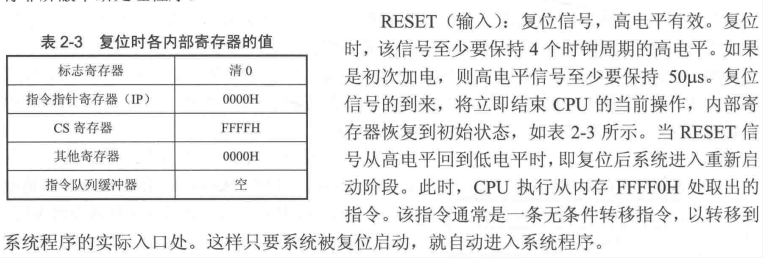 表 2-3 复位时各内部寄存器的值
标志寄存器 清 0
指令指针寄存器（IP） 0000H
CS 寄存器 FFFFH
其他寄存器 0000H
指令队列缓冲器 空
RESET（输入）：复位信号，高电平有效。复位
时，该信号至少要保持 4 个时钟周期的高电平。如果
是初次加电，则高电平信号至少要保持 50μs。复位
信号的到来，将立即结束 CPU 的当前操作，内部寄
存器恢复到初始状态，如表 2-3 所示。当 RESET 信
号从高电平回到低电平时，即复位后系统进入重新启
动阶段。此时，CPU 执行从内存 FFFF0H 处取出的
指令。该指令通常是一条无条件转移指令，以转移到
系统程序的实际入口处。这样只要系统被复位启动，就自动进入系统程序。